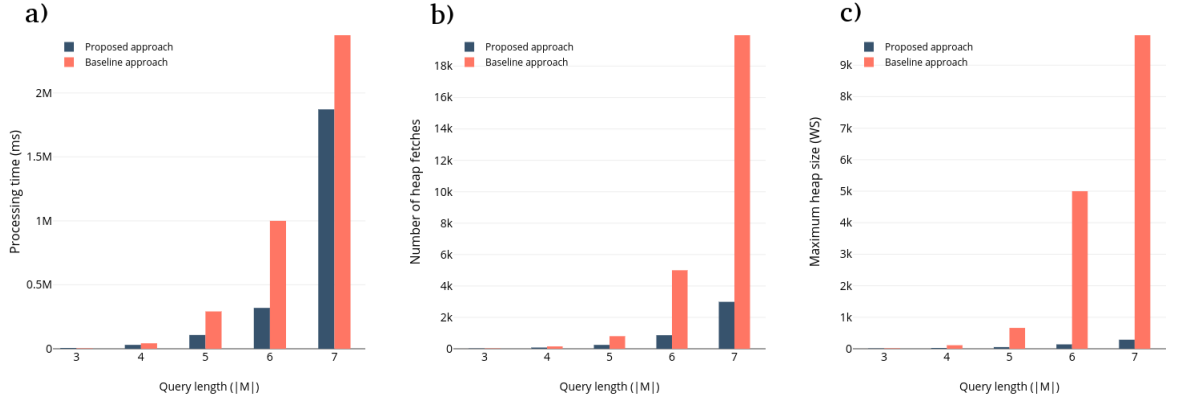 a)
Proposed approach
Baseline approach
2M
1.5M
1M
0.5M
0
Processing time (ms)
3 4 5 6 7
Query length (|M|)
b)
Proposed approach
Baseline approach
18k
16k
14k
12k
10k
8k
6k
4k
2k
0
Number of heap fetches
3 4 5 6 7
Query length (|M|)
c)
Proposed approach
Baseline approach
9k
8k
7k
6k
5k
4k
3k
2k
1k
0
Maximum heap size (WS)
3 4 5 6 7
Query length (|M|)